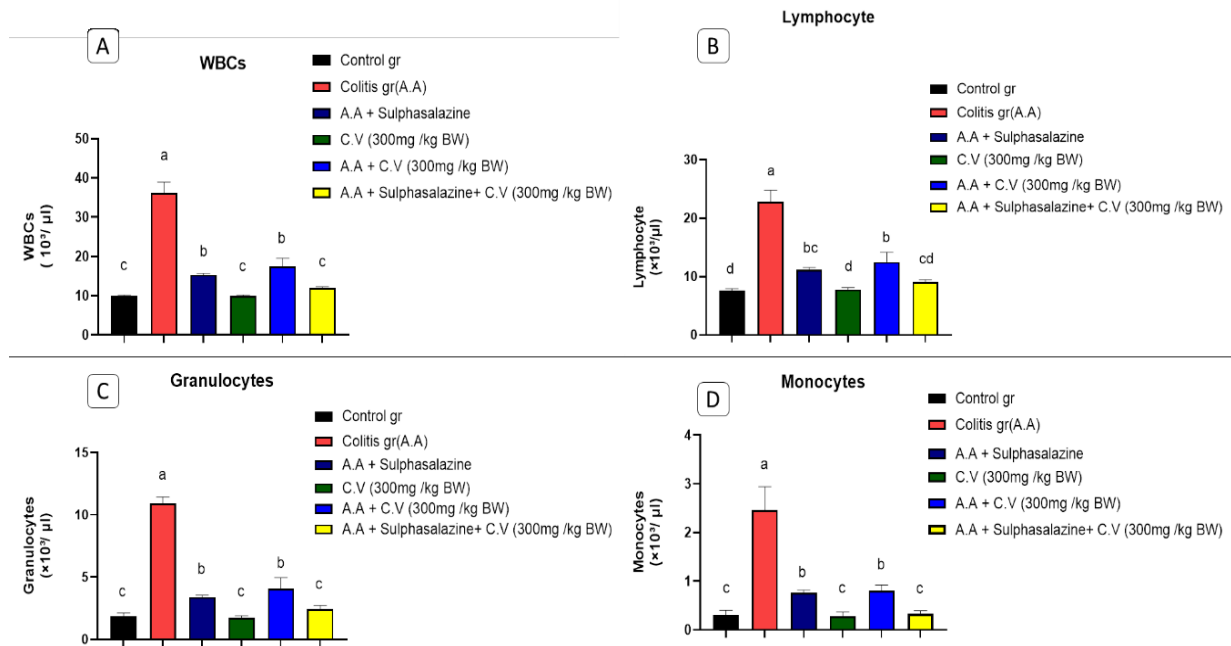 A
WBCs
Control gr
Colitis gr(A.A)
A.A + Sulphasalazine
C.V (300mg /kg BW)
A.A + C.V (300mg /kg BW)
A.A + Sulphasalazine+ C.V (300mg /kg BW)
WBCs
( 10³/ µl)
50
40
30
20
10
0
c
a
b
c
b
c
B
Lymphocyte
Control gr
Colitis gr(A.A)
A.A + Sulphasalazine
C.V (300mg /kg BW)
A.A + C.V (300mg /kg BW)
A.A + Sulphasalazine+ C.V (300mg /kg BW)
Lymphocyte
(×10³/µl)
30
20
10
0
d
a
bc
d
b
cd
C
Granulocytes
Control gr
Colitis gr(A.A)
A.A + Sulphasalazine
C.V (300mg /kg BW)
A.A + C.V (300mg /kg BW)
A.A + Sulphasalazine+ C.V (300mg /kg BW)
Granulocytes
(×10³/ µl)
15
10
5
0
c
a
b
c
b
c
D
Monocytes
Control gr
Colitis gr(A.A)
A.A + Sulphasalazine
C.V (300mg /kg BW)
A.A + C.V (300mg /kg BW)
A.A + Sulphasalazine+ C.V (300mg /kg BW)
Monocytes
(×10³/ µl)
4
3
2
1
0
c
a
b
c
b
c